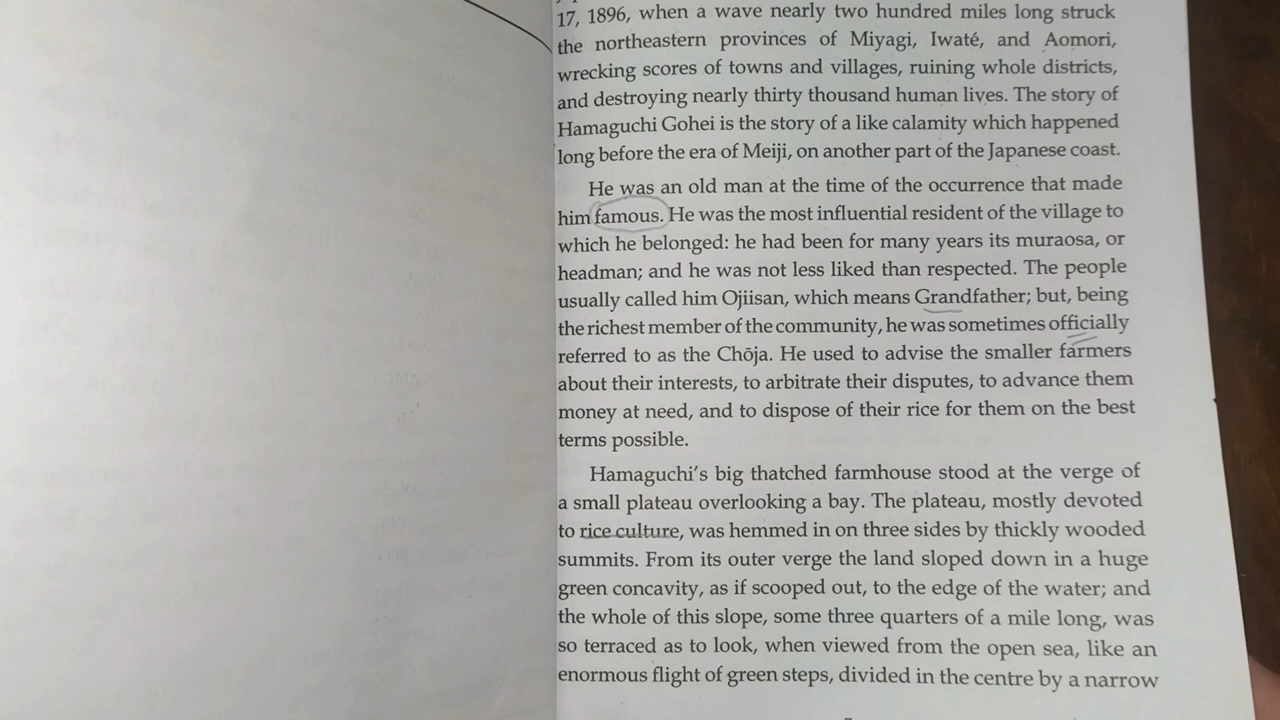 17, 1896, when a wave nearly two hundred miles long struck
the northeastern provinces of Miyagi, Iwaté, and Aomori,
wrecking scores of towns and villages, ruining whole districts,
and destroying nearly thirty thousand human lives. The story of
Hamaguchi Gohei is the story of a like calamity which happened
long before the era of Meiji, on another part of the Japanese coast.
He was an old man at the time of the occurrence that made
him famous. He was the most influential resident of the village to
which he belonged: he had been for many years its muraosa, or
headman; and he was not less liked than respected. The people
usually called him Ojiisan, which means Grandfather; but, being
the richest member of the community, he was sometimes officially
referred to as the Chōja. He used to advise the smaller farmers
about their interests, to arbitrate their disputes, to advance them
money at need, and to dispose of their rice for them on the best
terms possible.
Hamaguchi's big thatched farmhouse stood at the verge of
a small plateau overlooking a bay. The plateau, mostly devoted
to rice culture, was hemmed in on three sides by thickly wooded
summits. From its outer verge the land sloped down in a huge
green concavity, as if scooped out, to the edge of the water; and
the whole of this slope, some three quarters of a mile long, was
so terraced as to look, when viewed from the open sea, like an
enormous flight of green steps, divided in the centre by a narrow